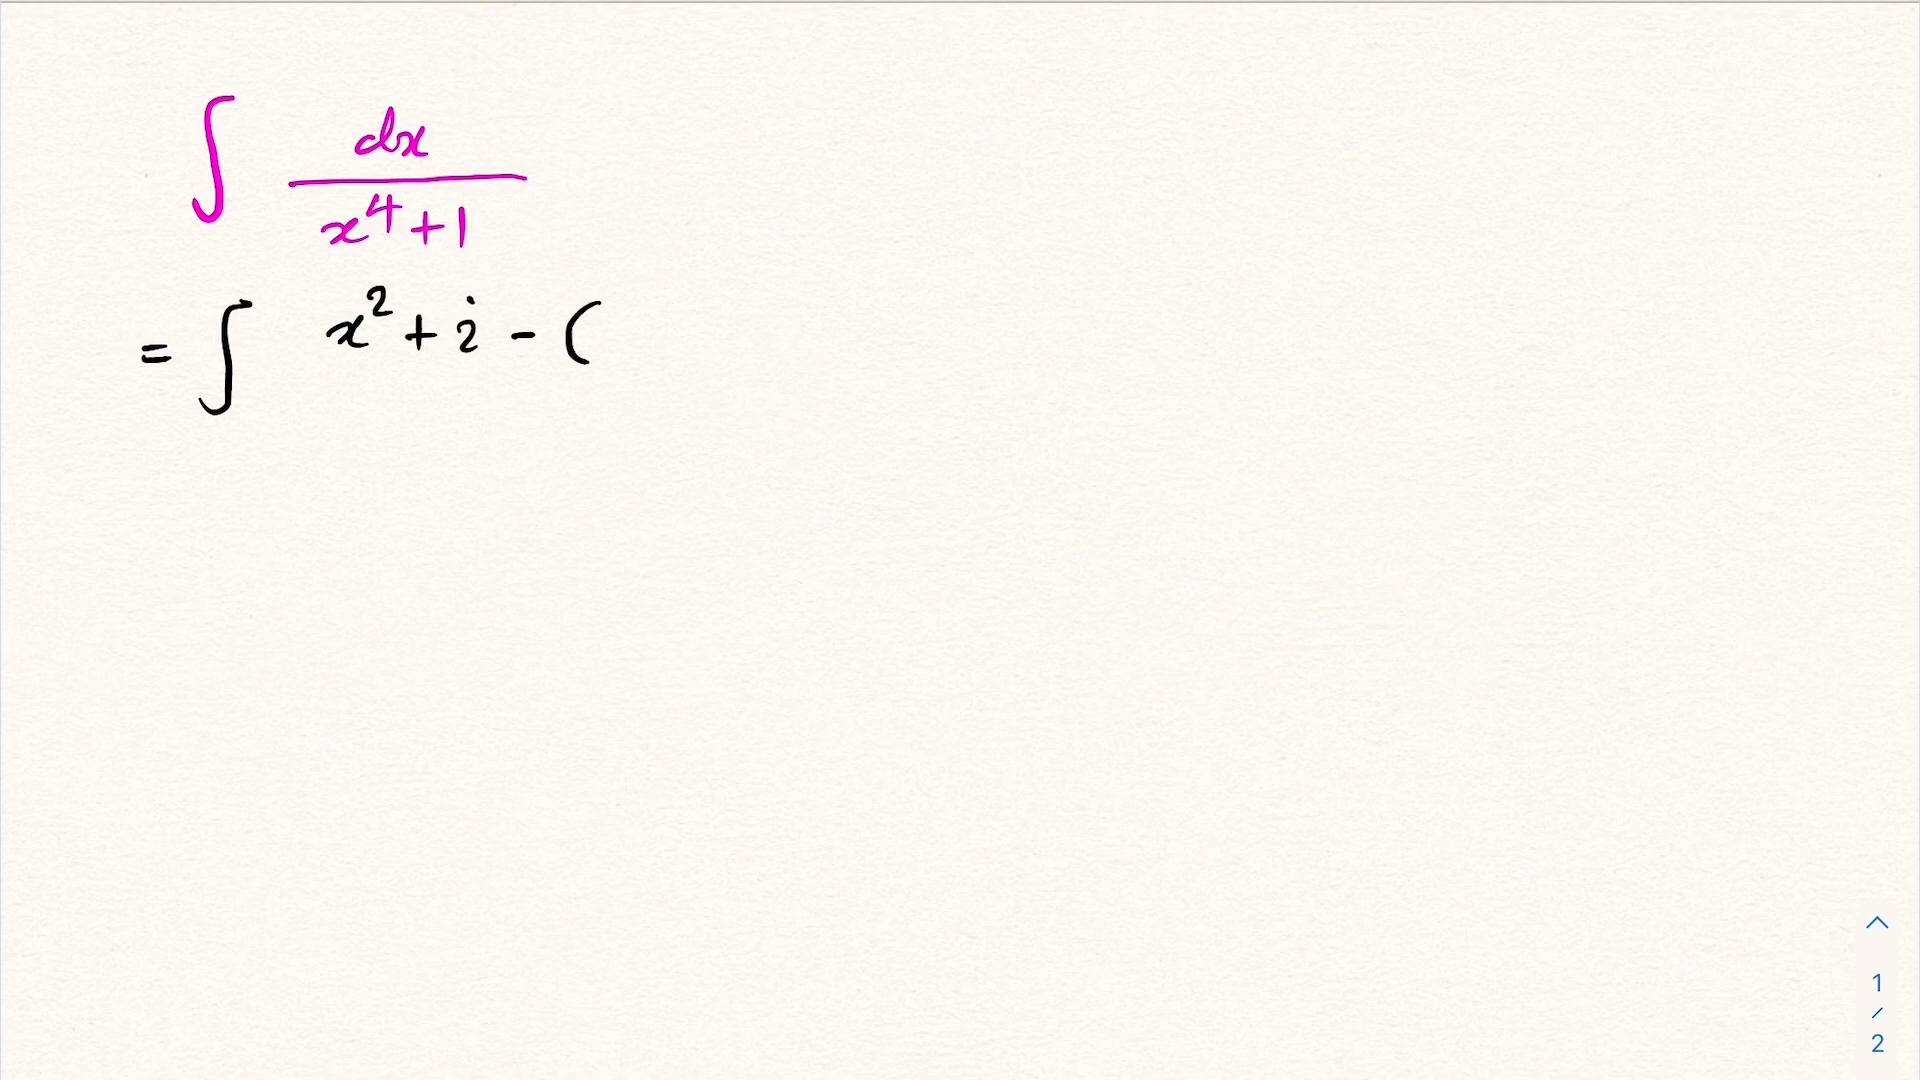 ∫ dx / (x⁴+1)
= ∫ x² + i - (
1
/
2